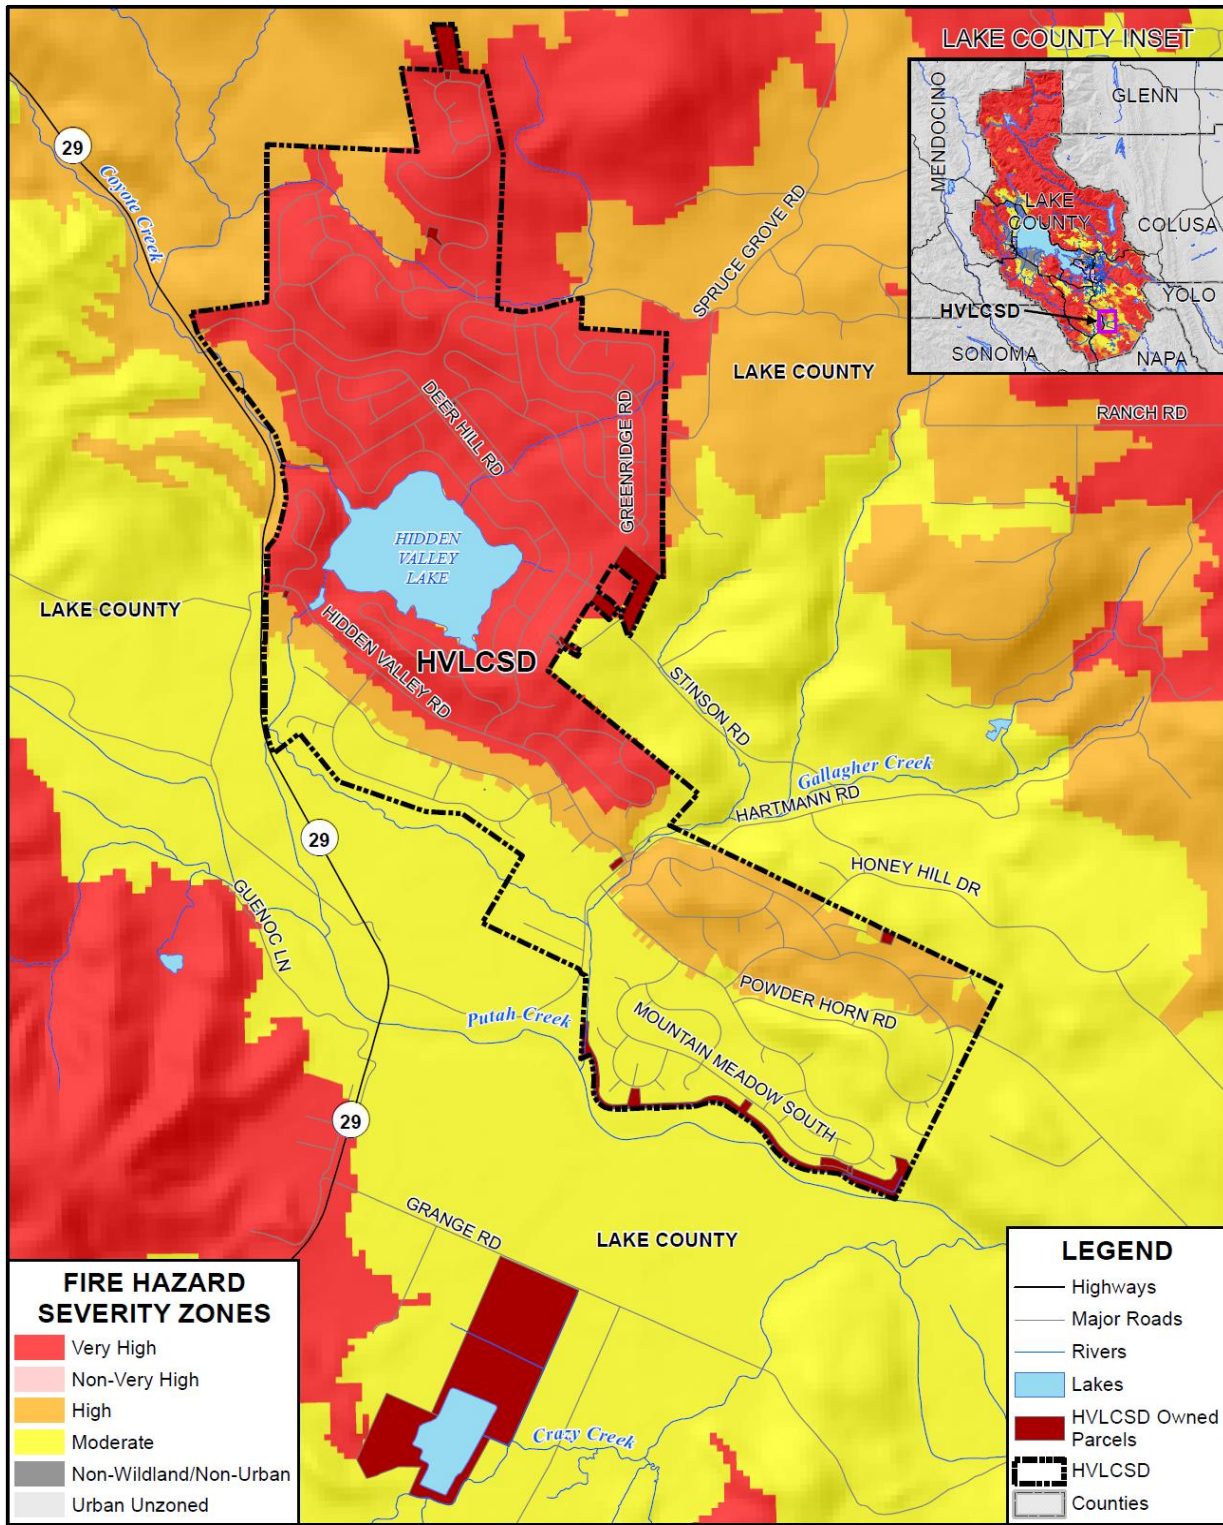 LAKE COUNTY INSET
MENDOCINO
GLENN
LAKE
COUNTY
COLUSA
YOLO
HVLCSD
SONOMA
NAPA
29
Coyote Creek
SPRUCE GROVE RD
LAKE COUNTY
RANCH RD
DEER HILL RD
GREENRIDGE RD
HIDDEN
VALLEY
LAKE
LAKE COUNTY
HIDDEN VALLEY RD
HVLCSD
STINSON RD
Gallagher Creek
HARTMANN RD
29
HONEY HILL DR
GUENOC LN
POWDER HORN RD
Putah Creek
MOUNTAIN MEADOW SOUTH
29
GRANGE RD
LAKE COUNTY
Crazy Creek
FIRE HAZARD
SEVERITY ZONES
Very High
Non-Very High
High
Moderate
Non-Wildland/Non-Urban
Urban Unzoned
LEGEND
Highways
Major Roads
Rivers
Lakes
HVLCSD Owned
Parcels
HVLCSD
Counties